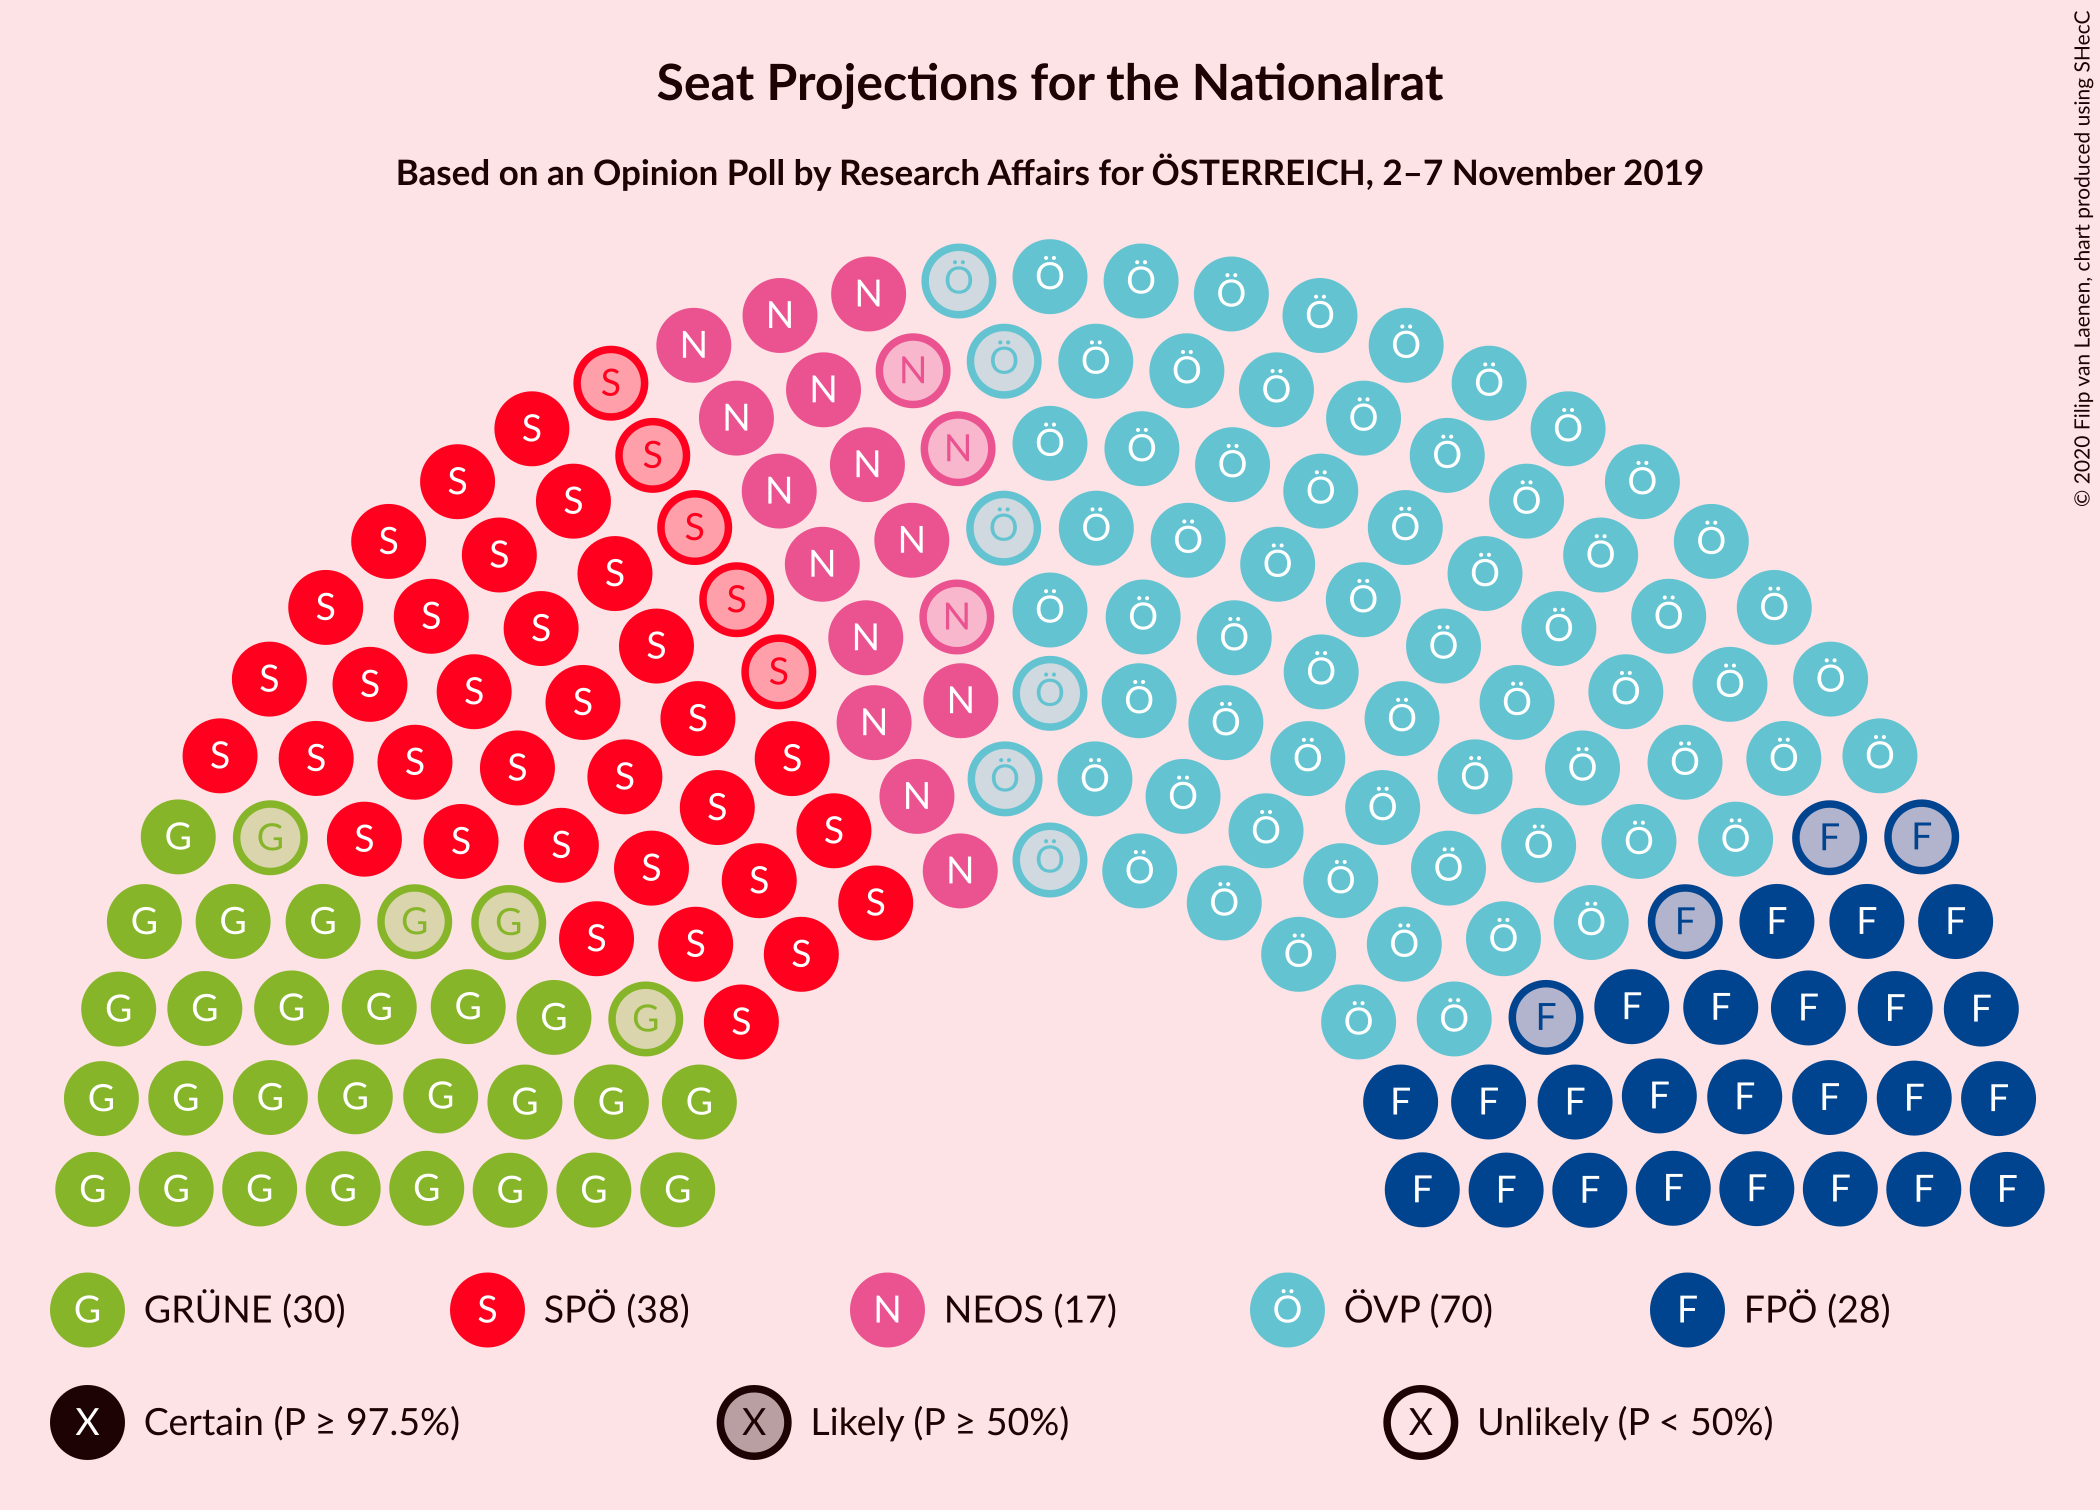 Seat Projections for the Nationalrat
Based on an Opinion Poll by Research Affairs for ÖSTERREICH, 2–7 November 2019
© 2020 Filip van Laenen, chart produced using SHecC
N Ö Ö Ö Ö
N Ö
N Ö
N Ö Ö Ö
S N Ö Ö
N Ö
S Ö
N Ö Ö
S Ö
N Ö
S N Ö Ö
S Ö
S Ö Ö Ö
S N Ö Ö
S N Ö Ö
S Ö
S S Ö Ö
S N Ö Ö Ö
S N Ö Ö
S Ö
S S S Ö Ö Ö
S S N Ö Ö Ö Ö
S N Ö Ö
S S S S S Ö Ö Ö Ö Ö
S Ö Ö Ö
S N Ö Ö
G G S S S S Ö Ö Ö Ö F F
S S N Ö Ö Ö Ö
S Ö
G G G G G S S Ö Ö Ö F F F F
S Ö
G G G G G G G S Ö Ö F F F F F F
G G G G G G G G F F F F F F F F
G G G G G G G G F F F F F F F F
G GRÜNE (30) S SPÖ (38) N NEOS (17) Ö ÖVP (70) F FPÖ (28)
X Certain (P ≥ 97.5%) X Likely (P ≥ 50%) X Unlikely (P < 50%)